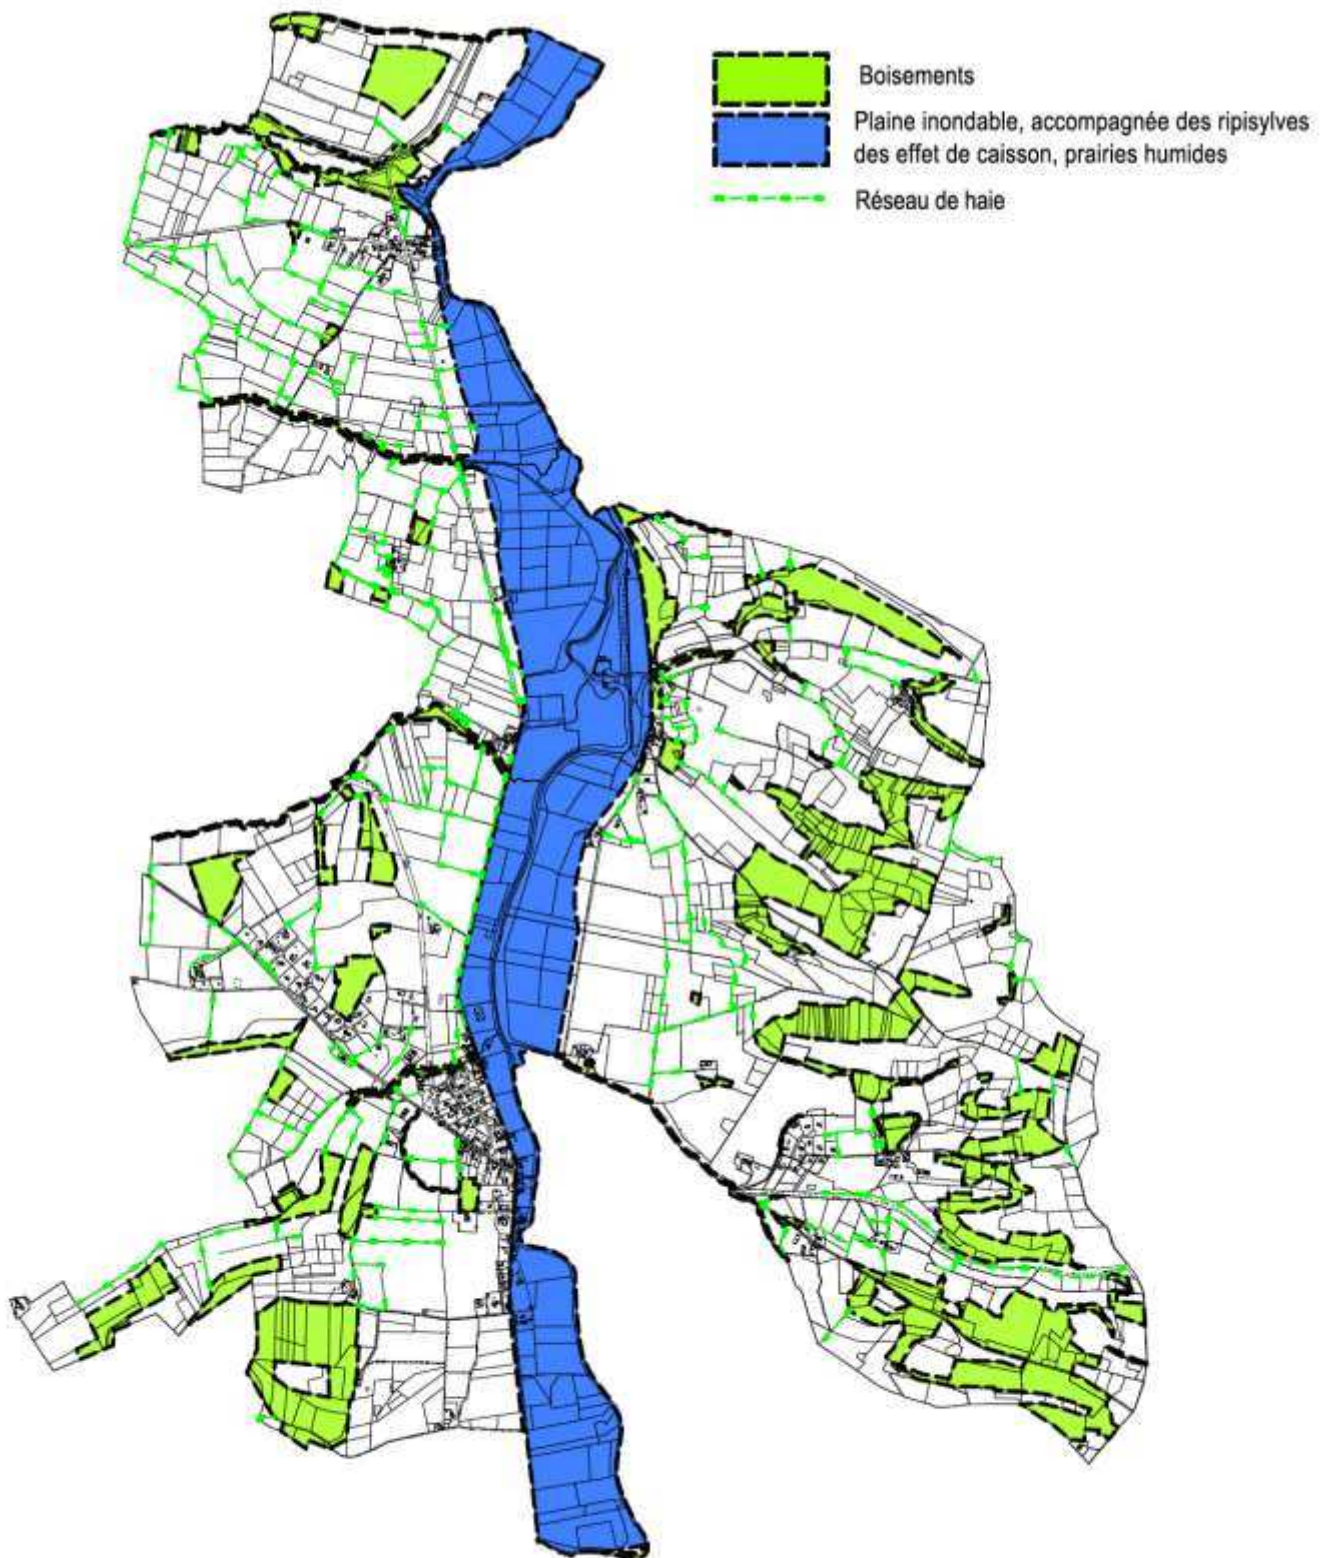 Boisements
Plaine inondable, accompagnée des ripisylves
des effet de caisson, prairies humides
Réseau de haie